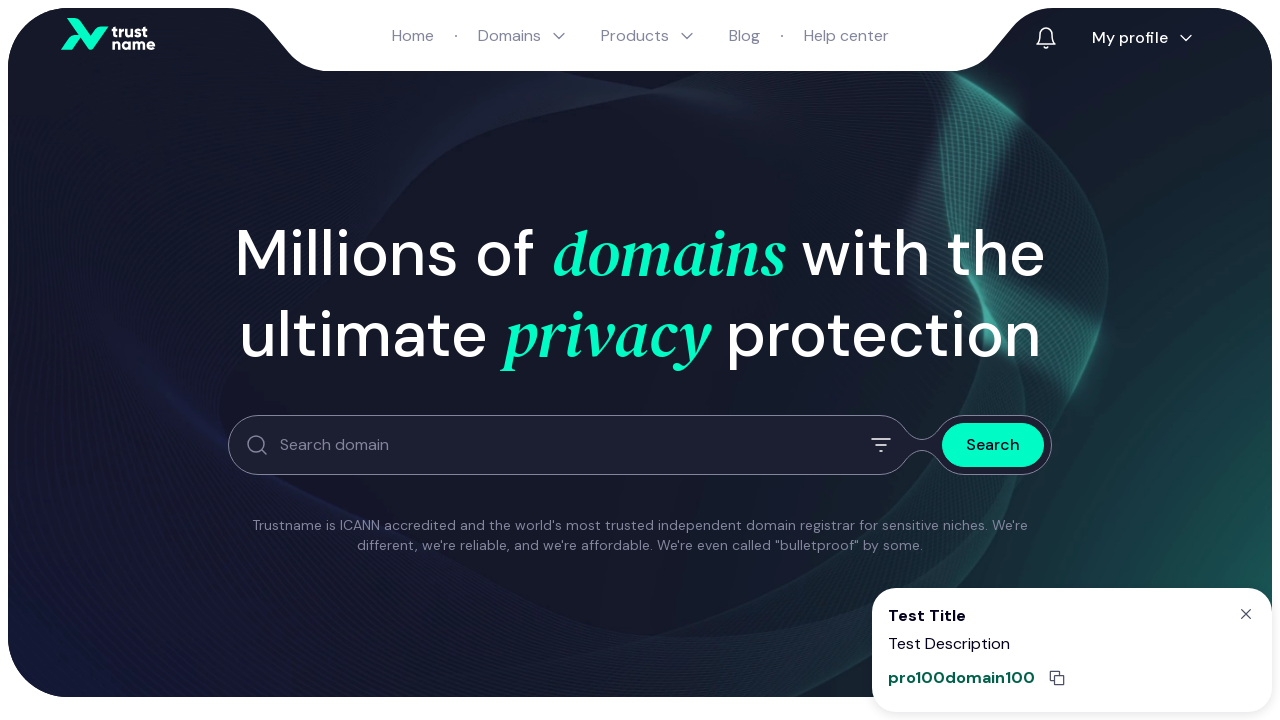 trust
name
Home · Domains Products Blog · Help center
My profile
Millions of domains with the
ultimate privacy protection
Search domain
Search
Trustname is ICANN accredited and the world's most trusted independent domain registrar for sensitive niches. We're
different, we're reliable, and we're affordable. We're even called "bulletproof" by some.
Test Title
Test Description
pro100domain100